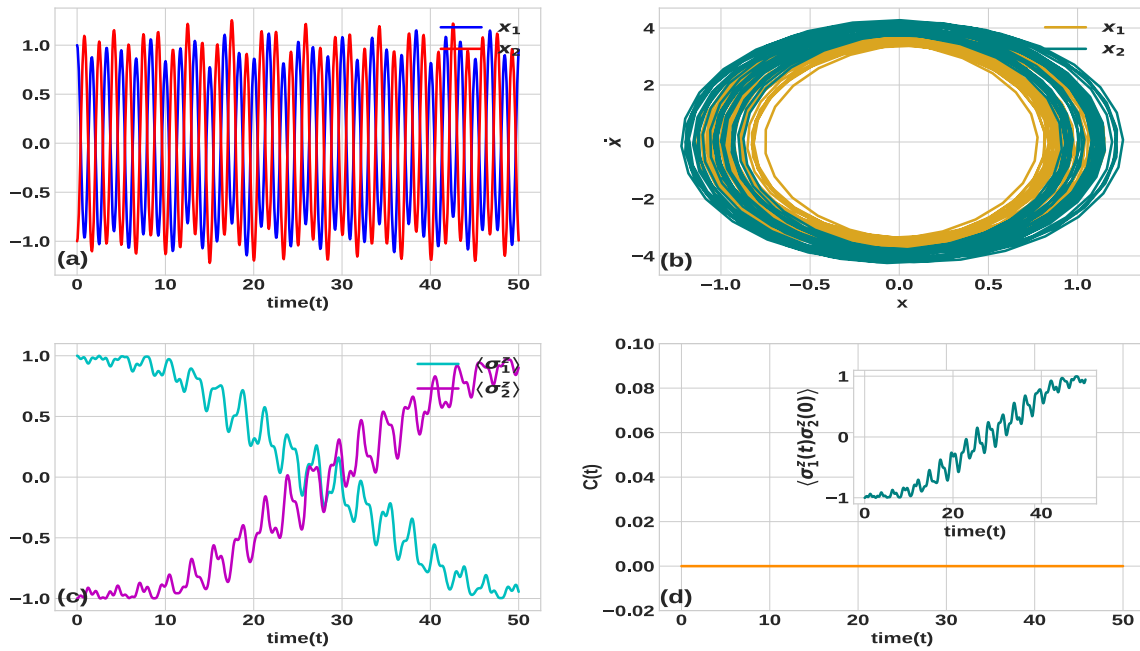 1.0
0.5
0.0
−0.5
−1.0
(a)
x₁
x₂
0 10 20 30 40 50
time(t)
4
2
0
−2
−4
ẋ
(b)
x₁
x₂
−1.0 −0.5 0.0 0.5 1.0
x
1.0
0.5
0.0
−0.5
−1.0
(c)
⟨σ₁ᶻ⟩
⟨σ₂ᶻ⟩
0 10 20 30 40 50
time(t)
0.10
0.08
0.06
0.04
0.02
0.00
−0.02
C(t)
(d)
1
0
−1
⟨σ₁ᶻ(t)σ₂ᶻ(0)⟩
0 20 40
time(t)
0 10 20 30 40 50
time(t)